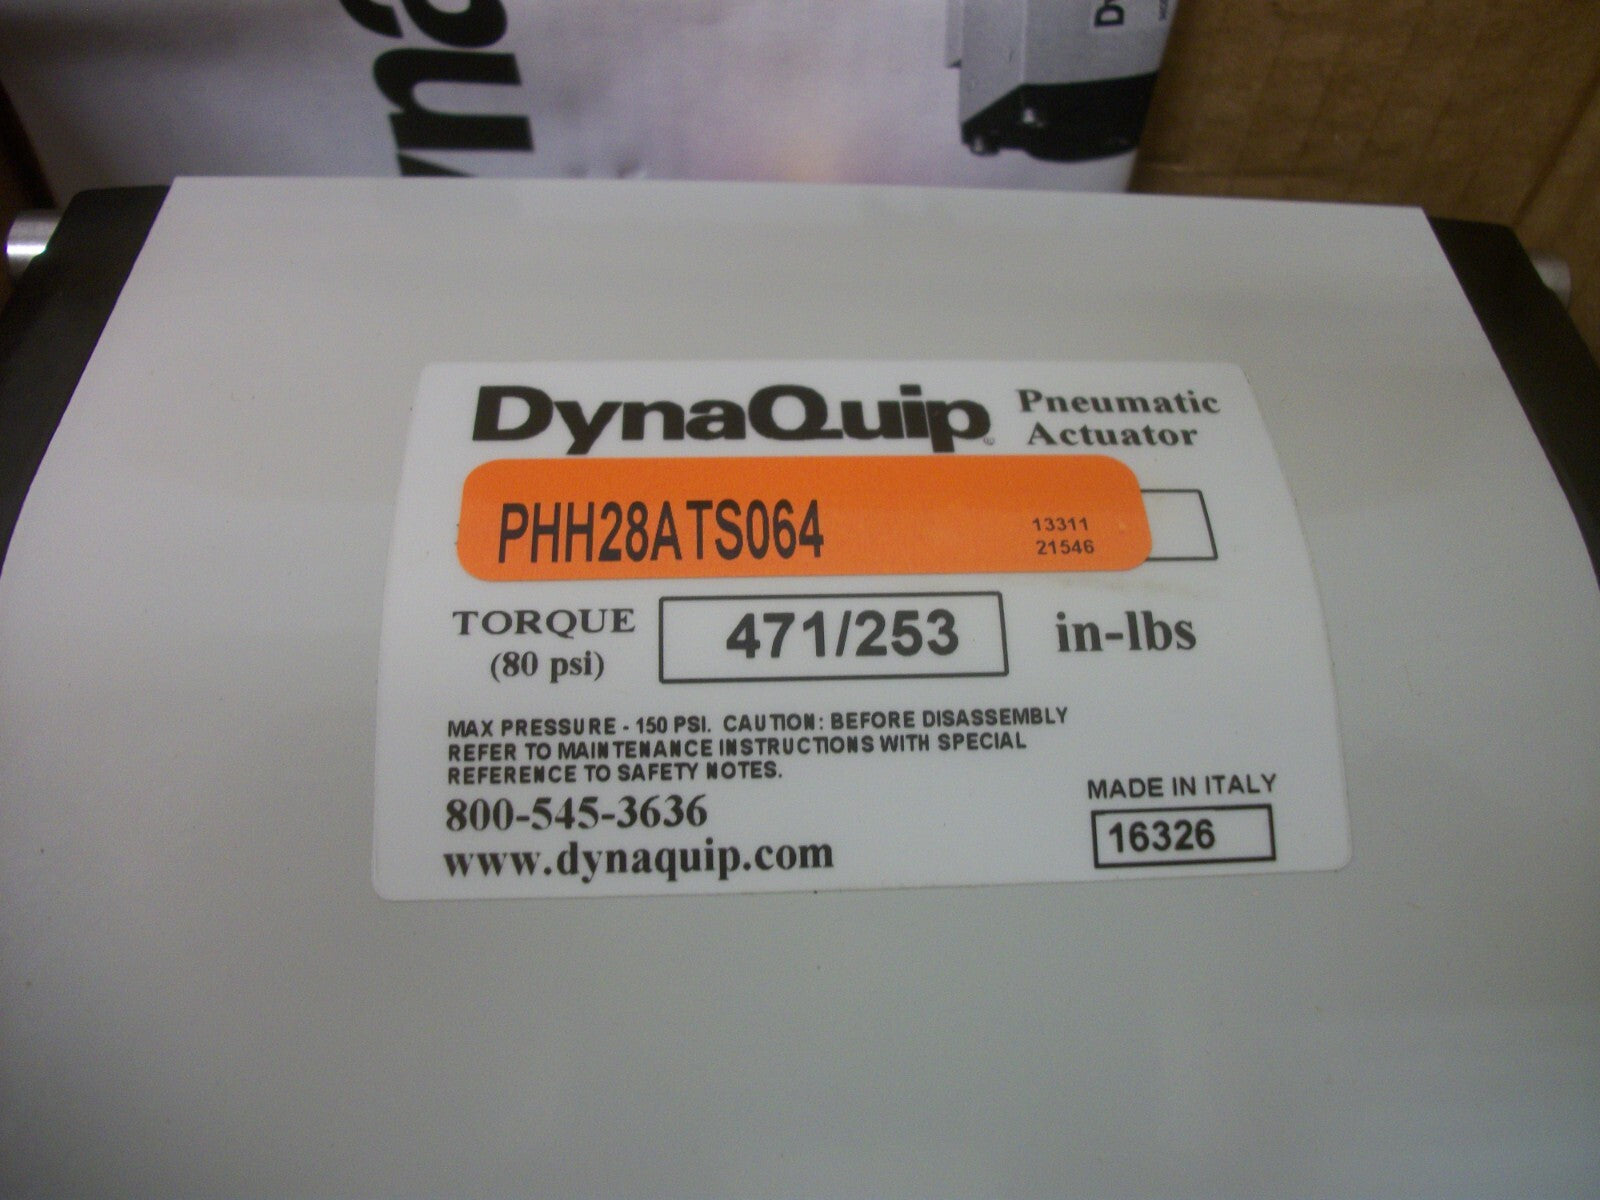 yna
Dy
DynaQuip® Pneumatic Actuator
PHH28ATS064
13311
21546
TORQUE (80 psi) 471/253 in-lbs
MAX PRESSURE - 150 PSI. CAUTION: BEFORE DISASSEMBLY
REFER TO MAINTENANCE INSTRUCTIONS WITH SPECIAL
REFERENCE TO SAFETY NOTES.
800-545-3636
www.dynaquip.com
MADE IN ITALY
16326